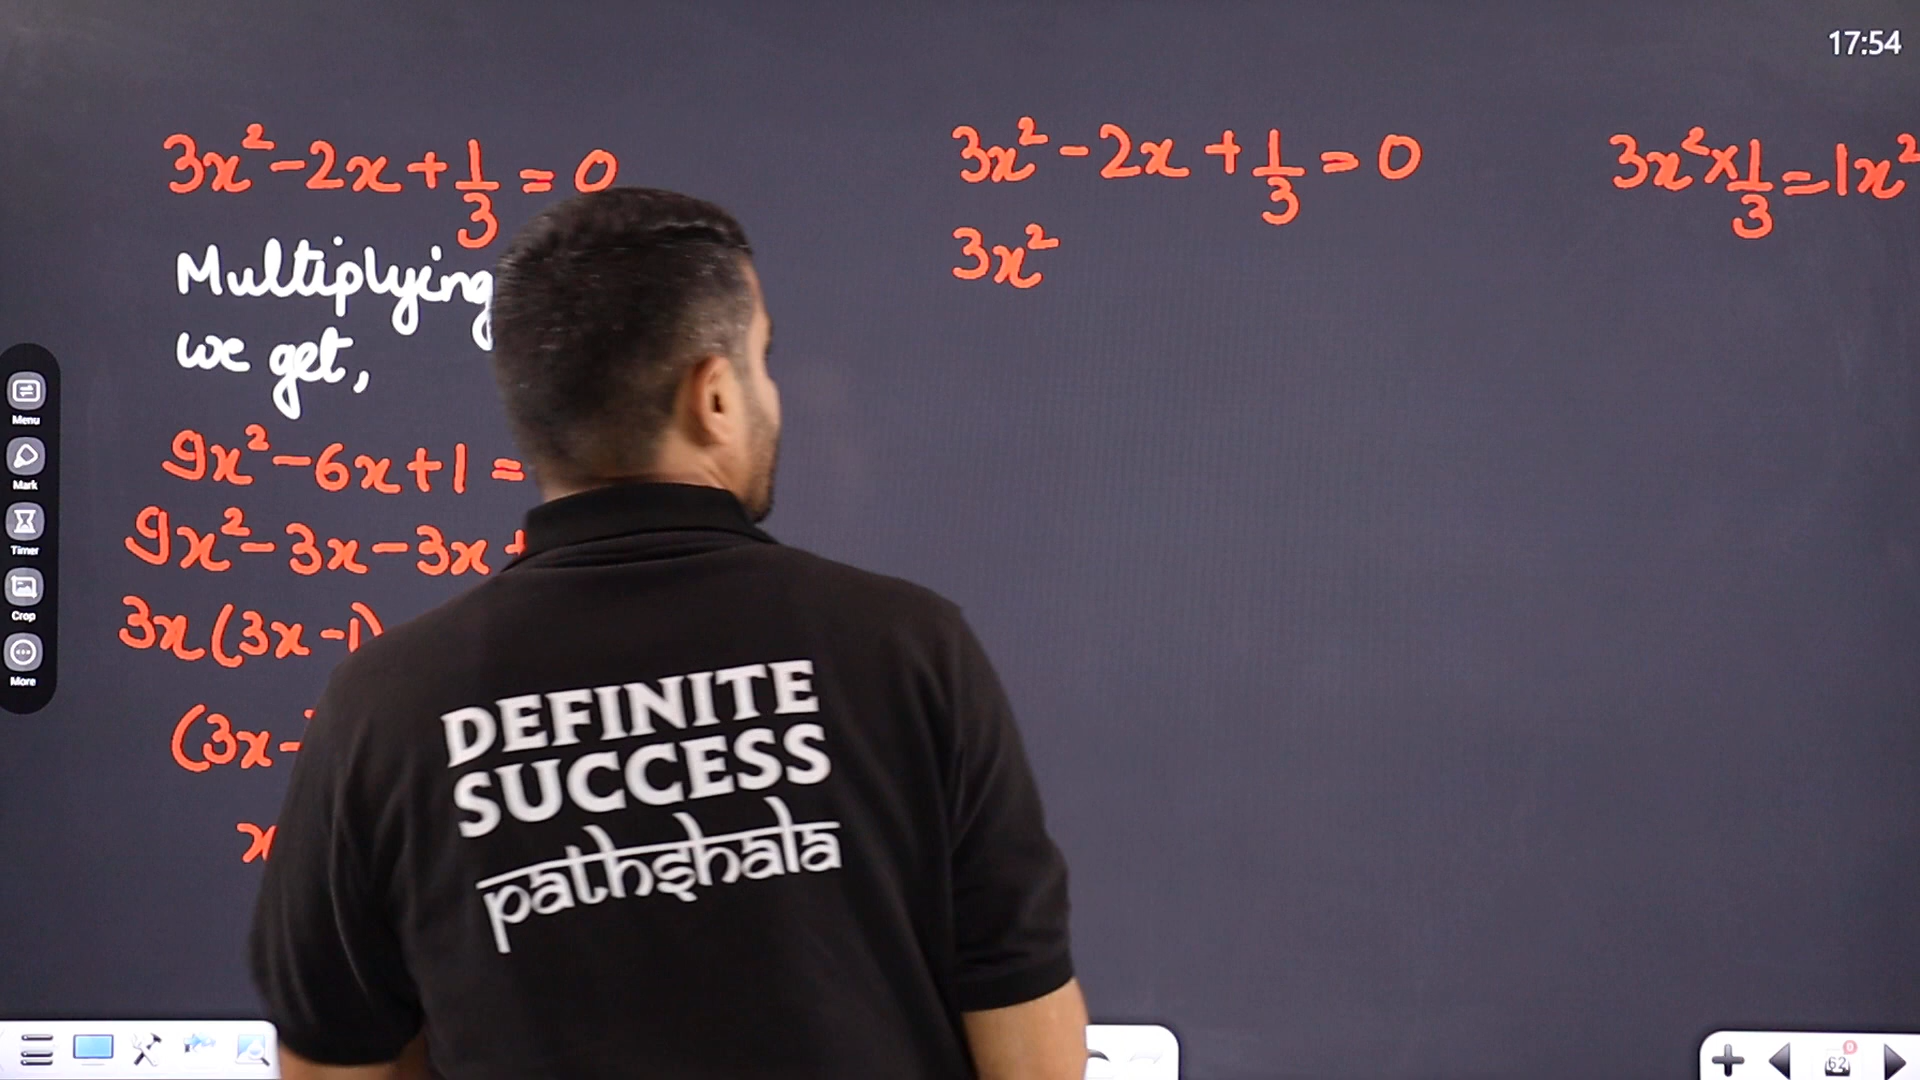 17:54
3x²-2x+1/3=0
Multiplying
we get,
9x²-6x+1=
9x²-3x-3x+
3x(3x-1)
(3x-
x
3x²-2x+1/3=0
3x²
3x²×1/3=1x²
Menu
Mark
Timer
Crop
More
DEFINITE
SUCCESS
pathshala
62
0